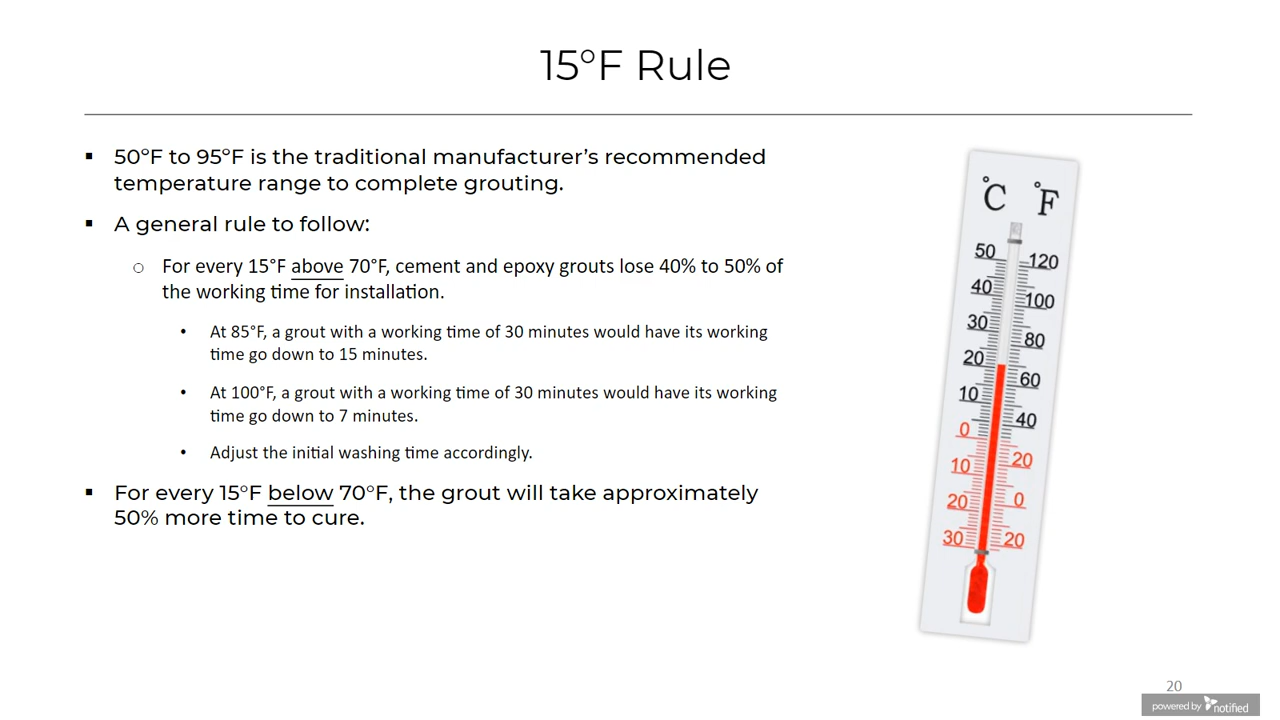 15°F Rule
50°F to 95°F is the traditional manufacturer’s recommended
temperature range to complete grouting.
A general rule to follow:
For every 15°F above 70°F, cement and epoxy grouts lose 40% to 50% of
the working time for installation.
At 85°F, a grout with a working time of 30 minutes would have its working
time go down to 15 minutes.
At 100°F, a grout with a working time of 30 minutes would have its working
time go down to 7 minutes.
Adjust the initial washing time accordingly.
For every 15°F below 70°F, the grout will take approximately
50% more time to cure.
°C °F
50 120
40 100
30 80
20 60
10 40
0 20
10 0
20 20
30
20
powered by notified